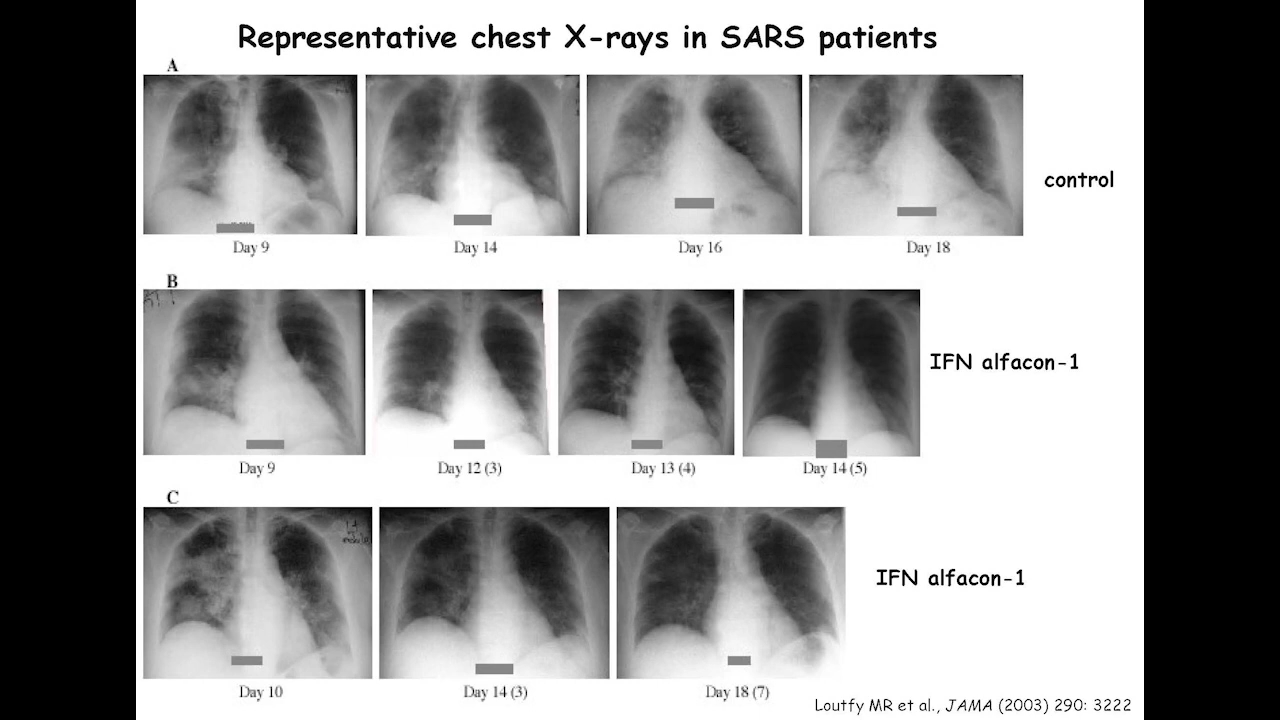 Representative chest X-rays in SARS patients
A
control
Day 9
Day 14
Day 16
Day 18
B
IFN alfacon-1
Day 9
Day 12 (3)
Day 13 (4)
Day 14 (5)
C
IFN alfacon-1
Day 10
Day 14 (3)
Day 18 (7)
Loutfy MR et al., JAMA (2003) 290: 3222